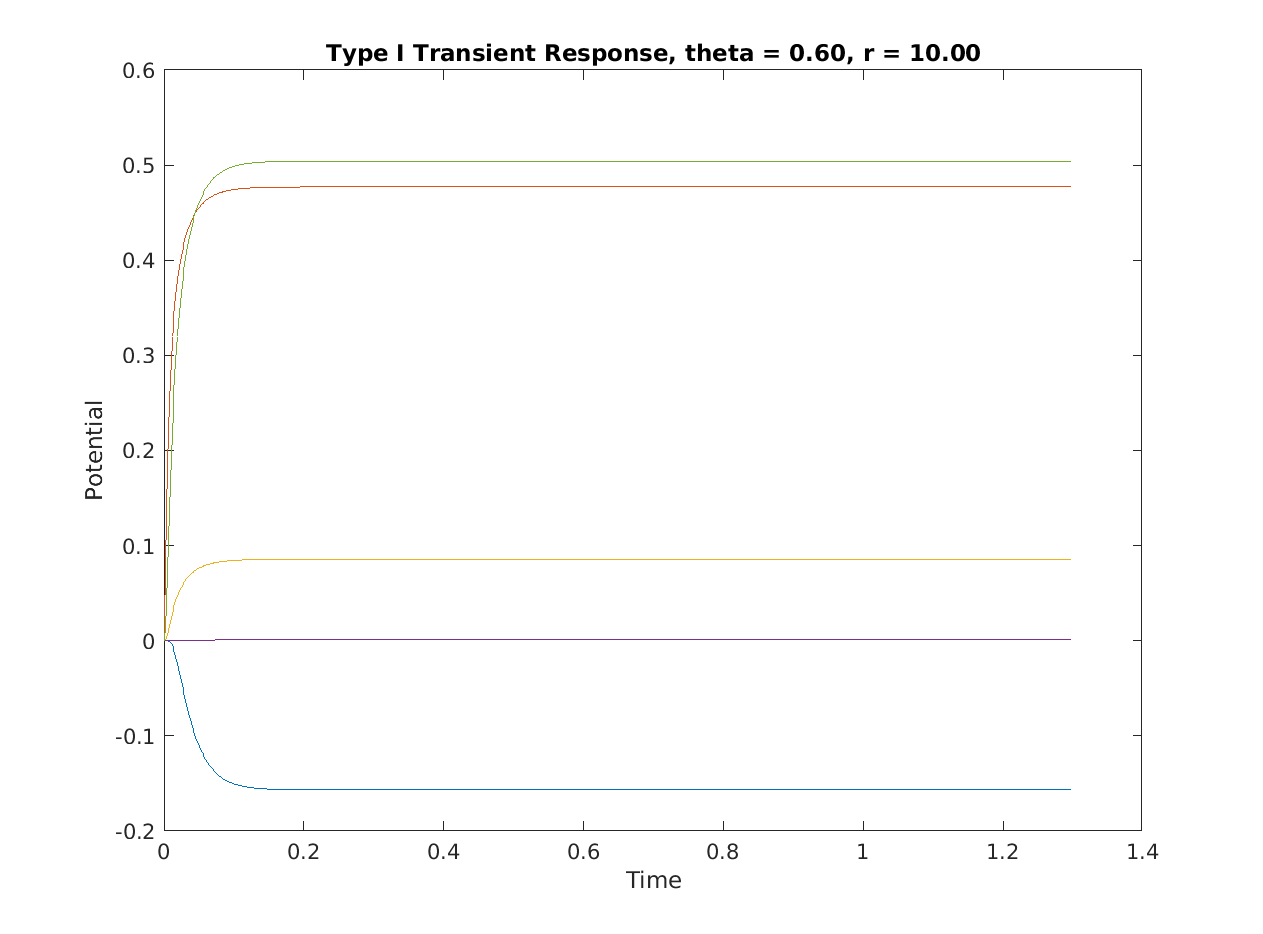 Type I Transient Response, theta = 0.60, r = 10.00
0.6
0.5
0.4
0.3
0.2
0.1
0
-0.1
-0.2
Potential
0 0.2 0.4 0.6 0.8 1 1.2 1.4
Time